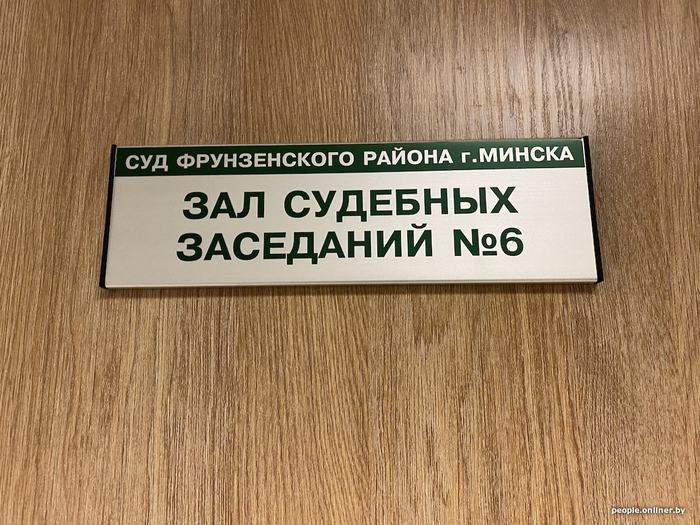 СУД ФРУНЗЕНСКОГО РАЙОНА г.МИНСКА
ЗАЛ СУДЕБНЫХ
ЗАСЕДАНИЙ №6
people.onliner.by